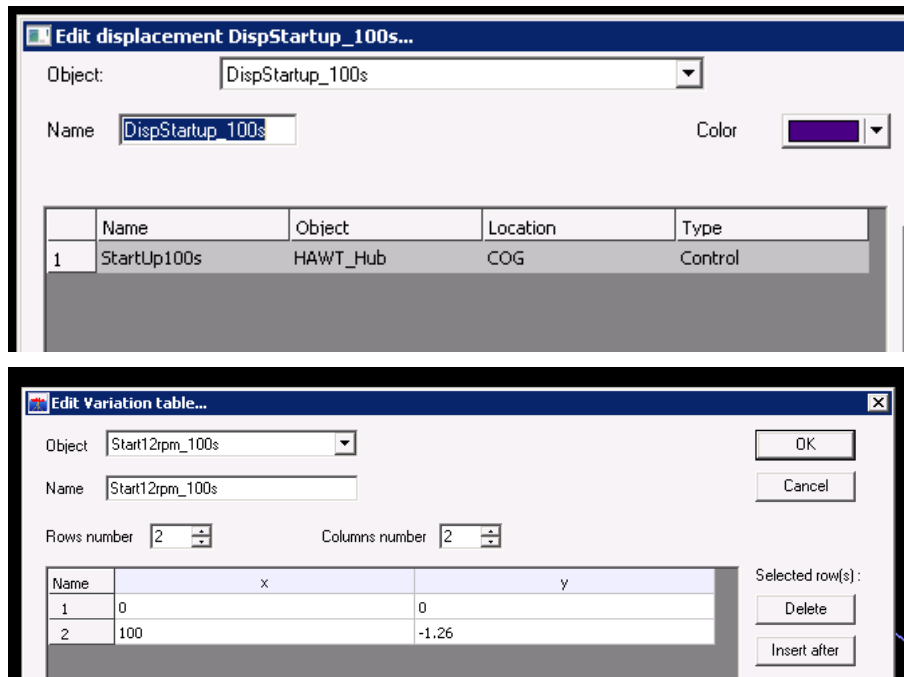 Edit displacement DispStartup_100s...
Object: DispStartup_100s
Name DispStartup_100s Color
Name Object Location Type
1 StartUp100s HAWT_Hub COG Control
Edit Variation table...
Object Start12rpm_100s OK
Name Start12rpm_100s Cancel
Rows number 2 Columns number 2
Name x y Selected row(s) :
1 0 0 Delete
2 100 -1.26 Insert after